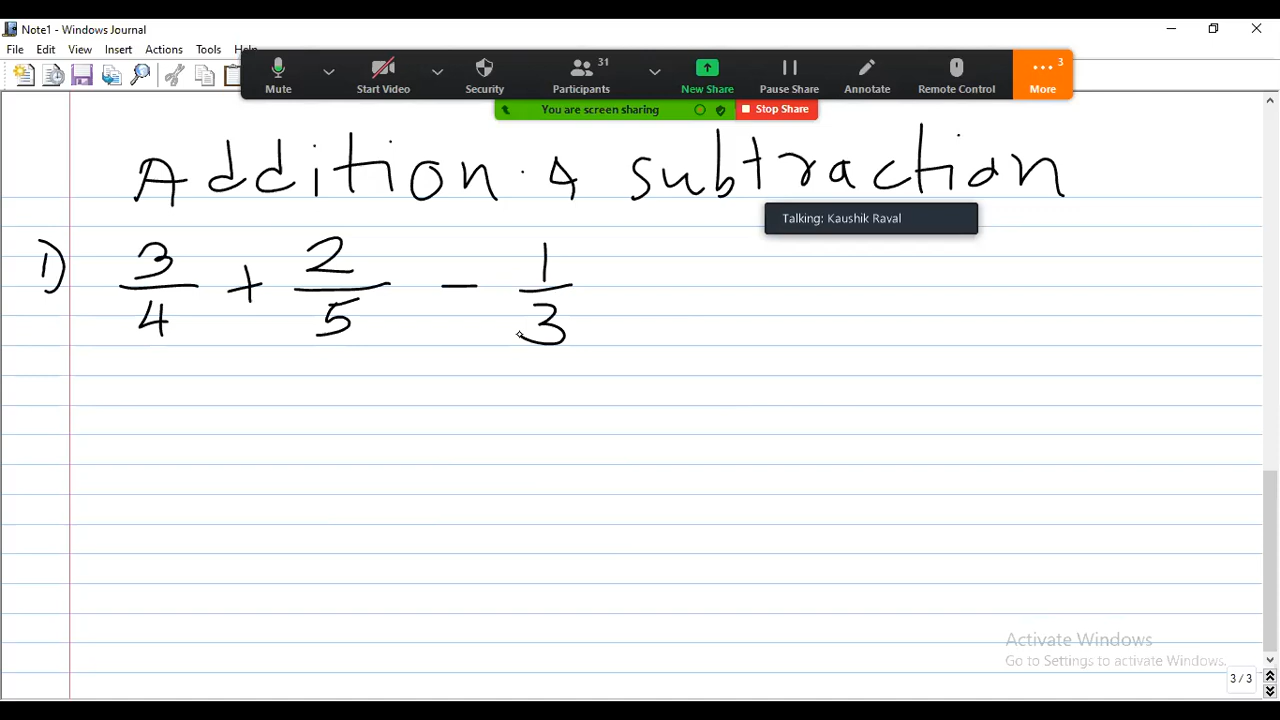 Note1 - Windows Journal
File Edit View Insert Actions Tools Help
31
3
Mute Start Video Security Participants New Share Pause Share Annotate Remote Control More
You are screen sharing Stop Share
Addition & subtraction
Talking: Kaushik Raval
1) 3/4 + 2/5 - 1/3
Activate Windows
Go to Settings to activate Windows.
3 / 3